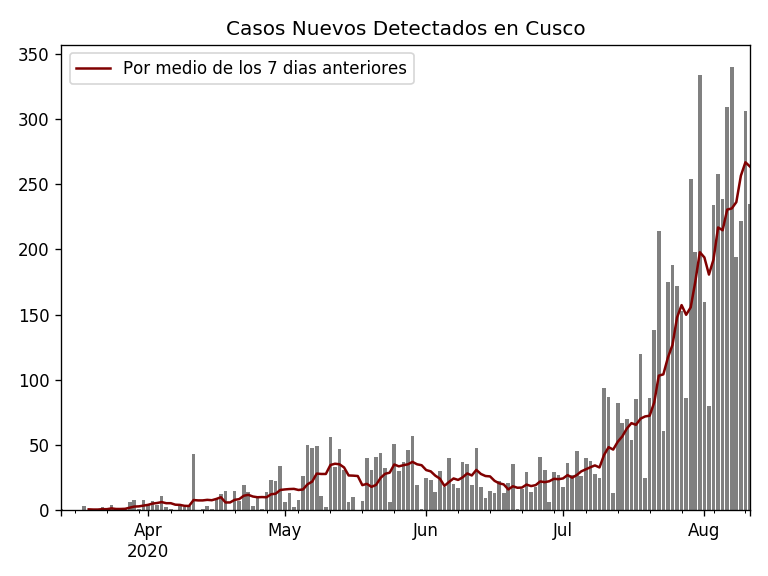 Casos Nuevos Detectados en Cusco
Por medio de los 7 dias anteriores
350
300
250
200
150
100
50
0
Apr
2020
May
Jun
Jul
Aug